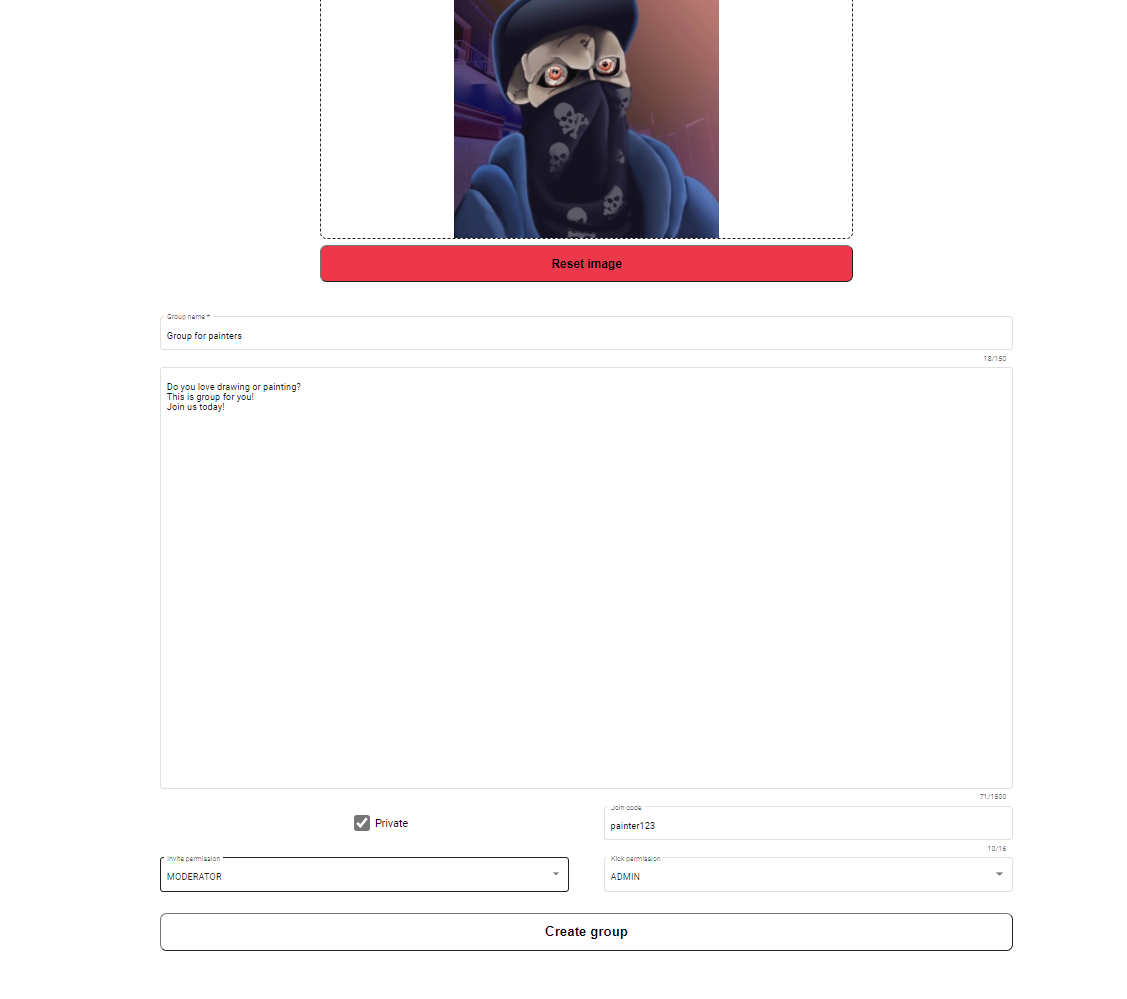 Reset image
Group name *
Group for painters
18/150
Do you love drawing or painting?
This is group for you!
Join us today!
71/1500
Private
Join code
painter123
10/16
Invite permission
MODERATOR
Kick permission
ADMIN
Create group